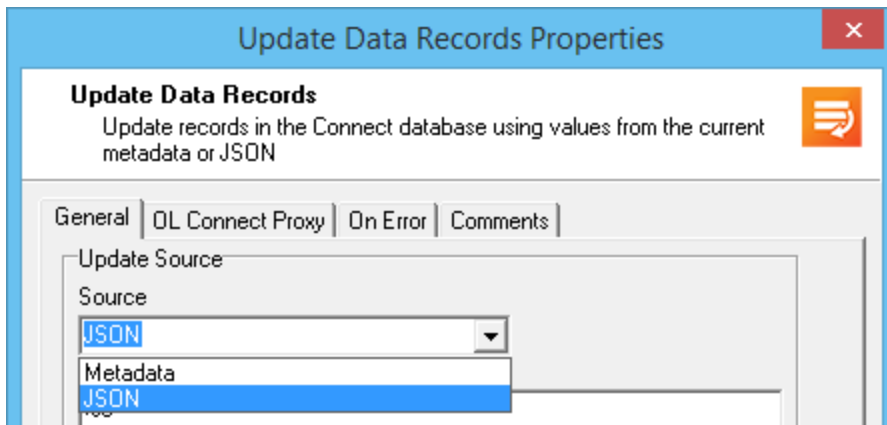 Update Data Records Properties
Update Data Records
Update records in the Connect database using values from the current
metadata or JSON
General
OL Connect Proxy
On Error
Comments
Update Source
Source
JSON
Metadata
JSON